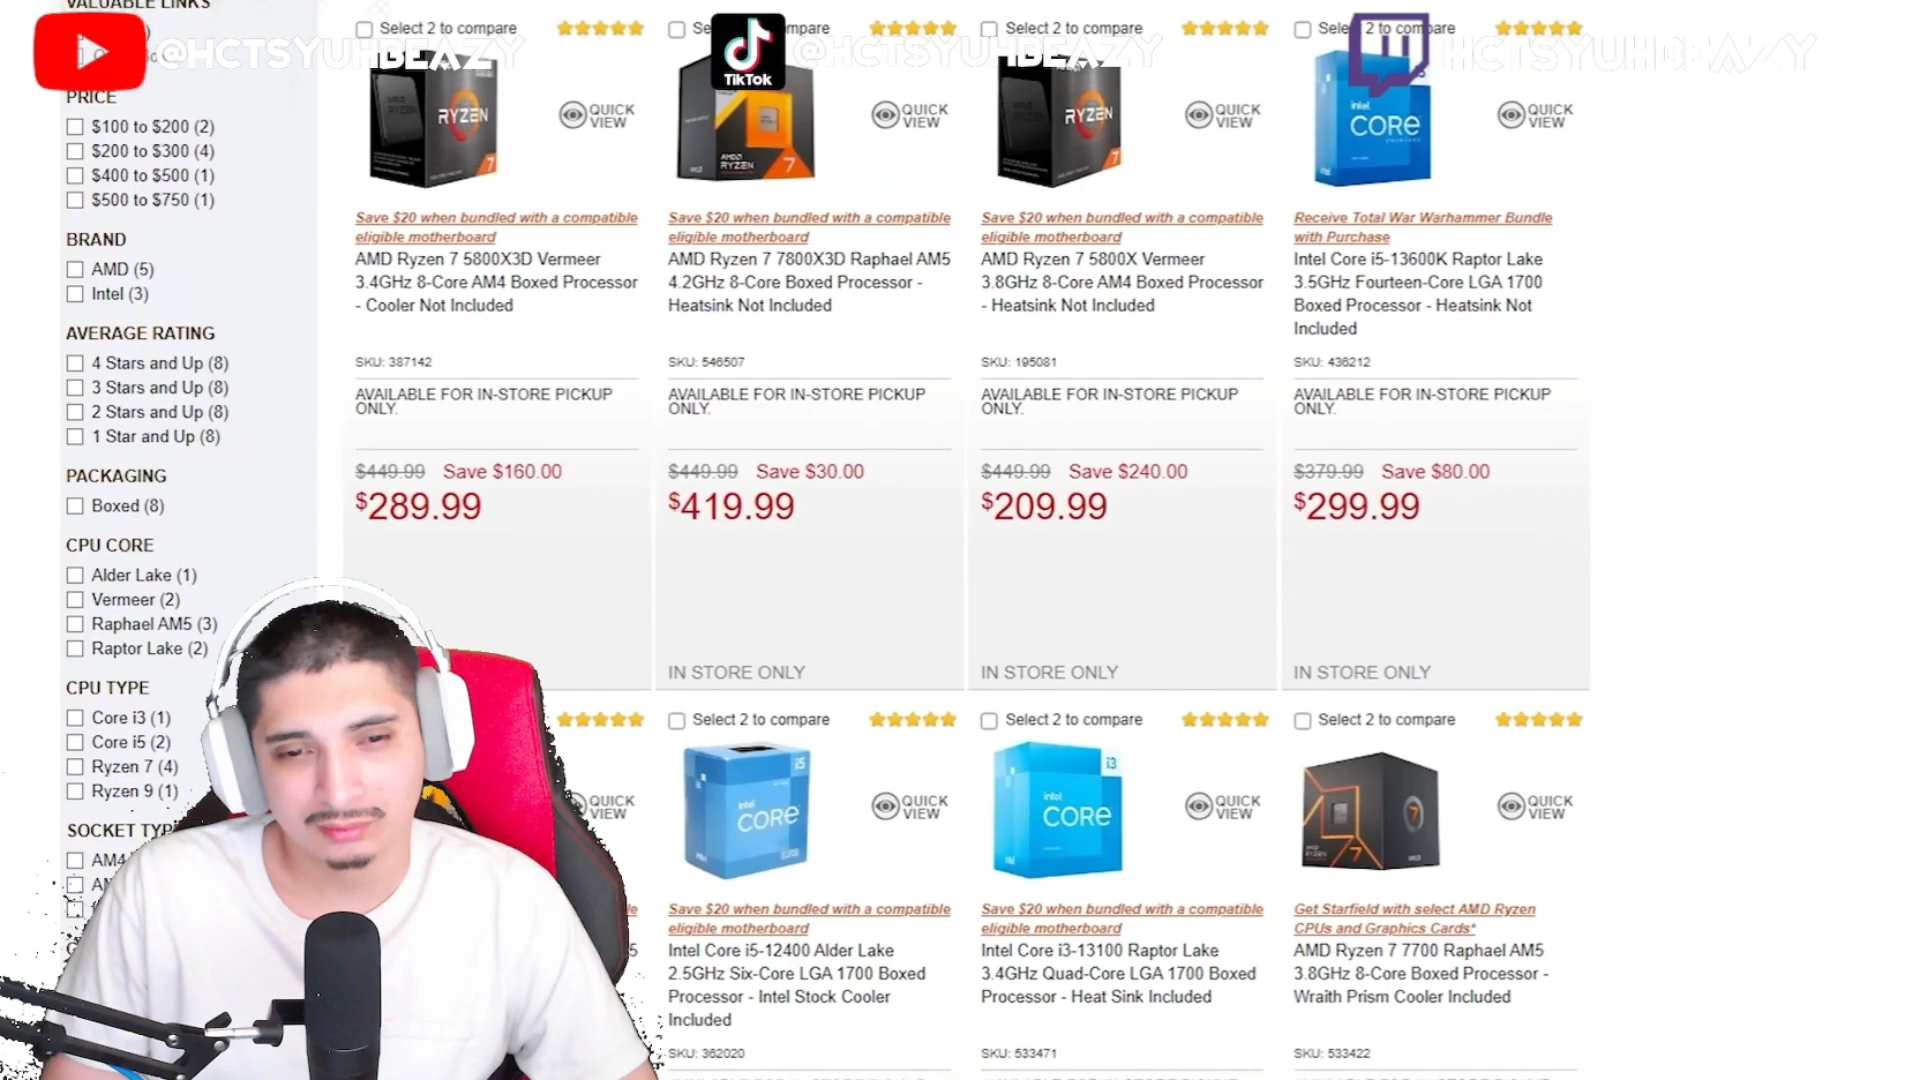 VALUABLE LINKS
@HCTSYUHBEAZY
TikTok
HCTSYUHBEAZY
HCTSYUHBEAZY
PRICE
$100 to $200 (2)
$200 to $300 (4)
$400 to $500 (1)
$500 to $750 (1)
BRAND
AMD (5)
Intel (3)
AVERAGE RATING
4 Stars and Up (8)
3 Stars and Up (8)
2 Stars and Up (8)
1 Star and Up (8)
PACKAGING
Boxed (8)
CPU CORE
Alder Lake (1)
Vermeer (2)
Raphael AM5 (3)
Raptor Lake (2)
CPU TYPE
Core i3 (1)
Core i5 (2)
Ryzen 7 (4)
Ryzen 9 (1)
SOCKET TYP
AM4
Select 2 to compare
RYZEN
7
QUICK
VIEW
Save $20 when bundled with a compatible
eligible motherboard
AMD Ryzen 7 5800X3D Vermeer
3.4GHz 8-Core AM4 Boxed Processor
- Cooler Not Included
SKU: 387142
AVAILABLE FOR IN-STORE PICKUP
ONLY.
$449.99 Save $160.00
$289.99
mpare
AMD
RYZEN 7
QUICK
VIEW
Save $20 when bundled with a compatible
eligible motherboard
AMD Ryzen 7 7800X3D Raphael AM5
4.2GHz 8-Core Boxed Processor -
Heatsink Not Included
SKU: 546507
AVAILABLE FOR IN-STORE PICKUP
ONLY.
$449.99 Save $30.00
$419.99
IN STORE ONLY
Select 2 to compare
RYZEN
7
QUICK
VIEW
Save $20 when bundled with a compatible
eligible motherboard
AMD Ryzen 7 5800X Vermeer
3.8GHz 8-Core AM4 Boxed Processor
- Heatsink Not Included
SKU: 195081
AVAILABLE FOR IN-STORE PICKUP
ONLY.
$449.99 Save $240.00
$209.99
IN STORE ONLY
Select 2 to compare
intel
CORE
QUICK
VIEW
Receive Total War Warhammer Bundle
with Purchase
Intel Core i5-13600K Raptor Lake
3.5GHz Fourteen-Core LGA 1700
Boxed Processor - Heatsink Not
Included
SKU: 436212
AVAILABLE FOR IN-STORE PICKUP
ONLY.
$379.99 Save $80.00
$299.99
IN STORE ONLY
QUICK
VIEW
Select 2 to compare
i5
intel
CORE
QUICK
VIEW
Save $20 when bundled with a compatible
eligible motherboard
Intel Core i5-12400 Alder Lake
2.5GHz Six-Core LGA 1700 Boxed
Processor - Intel Stock Cooler
Included
SKU: 362020
Select 2 to compare
i3
intel
CORE
QUICK
VIEW
Save $20 when bundled with a compatible
eligible motherboard
Intel Core i3-13100 Raptor Lake
3.4GHz Quad-Core LGA 1700 Boxed
Processor - Heat Sink Included
SKU: 533471
Select 2 to compare
7
QUICK
VIEW
Get Starfield with select AMD Ryzen
CPUs and Graphics Cards*
AMD Ryzen 7 7700 Raphael AM5
3.8GHz 8-Core Boxed Processor -
Wraith Prism Cooler Included
SKU: 533422